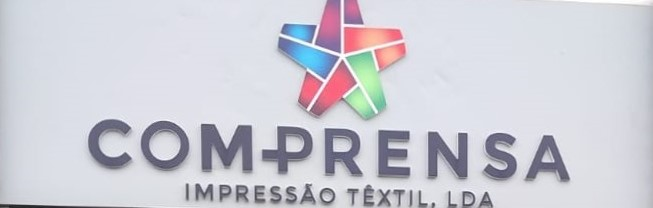 COMPRENSA
IMPRESSÃO TÊXTIL, LDA